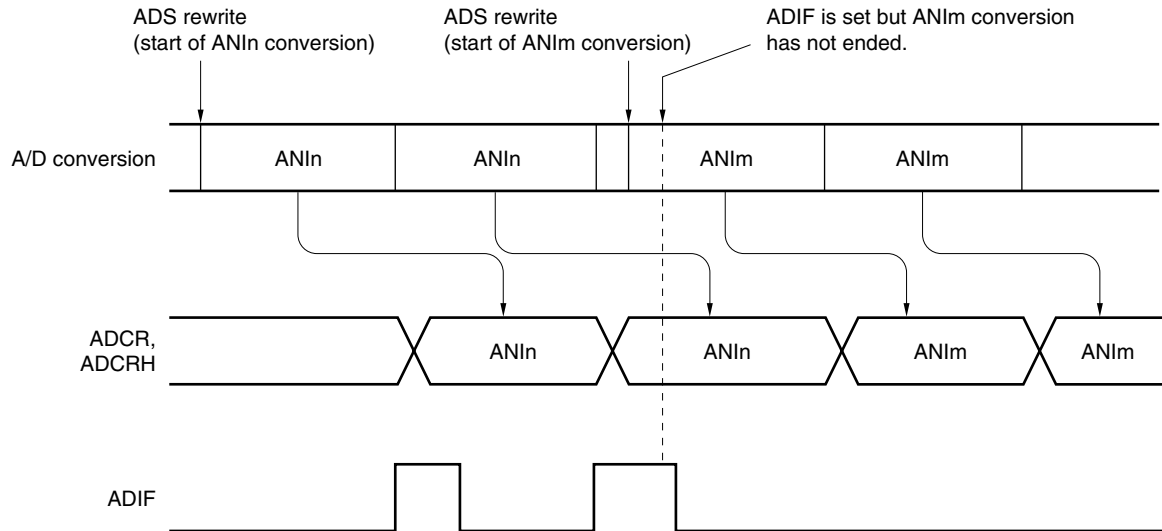 ADS rewrite
(start of ANIn conversion)
ADS rewrite
(start of ANIm conversion)
ADIF is set but ANIm conversion
has not ended.
A/D conversion
ANIn
ANIn
ANIm
ANIm
ADCR,
ADCRH
ANIn
ANIn
ANIm
ANIm
ADIF